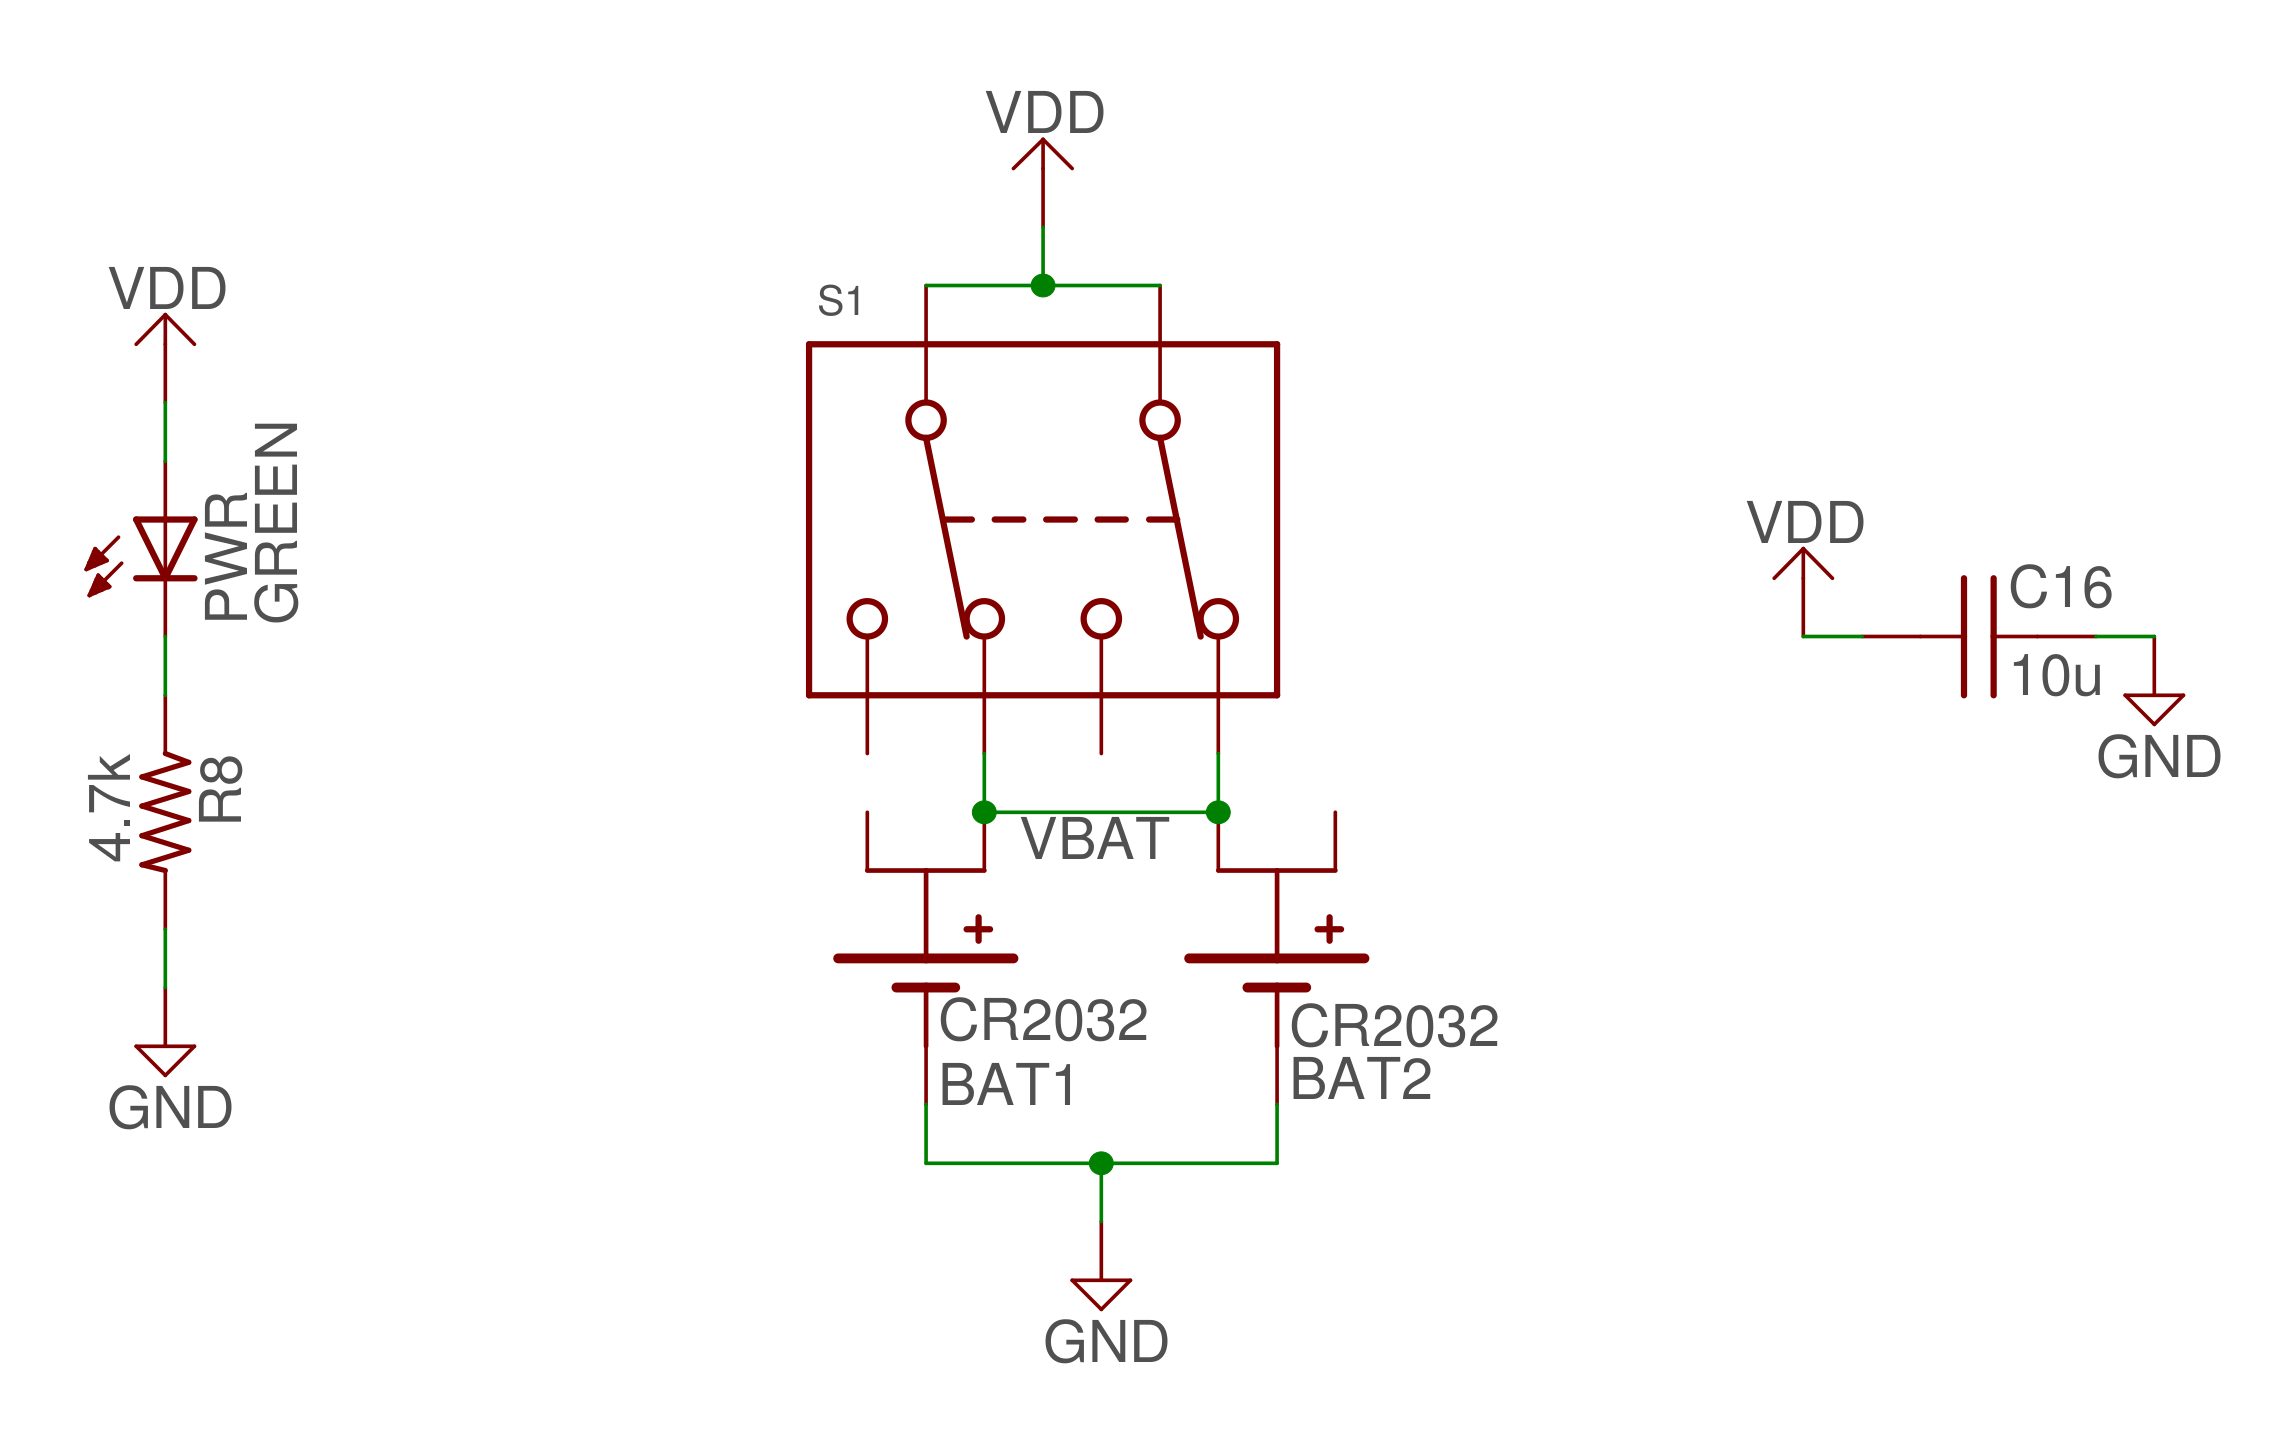 VDD
PWR
GREEN
4.7k
R8
GND
VDD
S1
VBAT
+
+
CR2032
BAT1
CR2032
BAT2
GND
VDD
C16
10u
GND